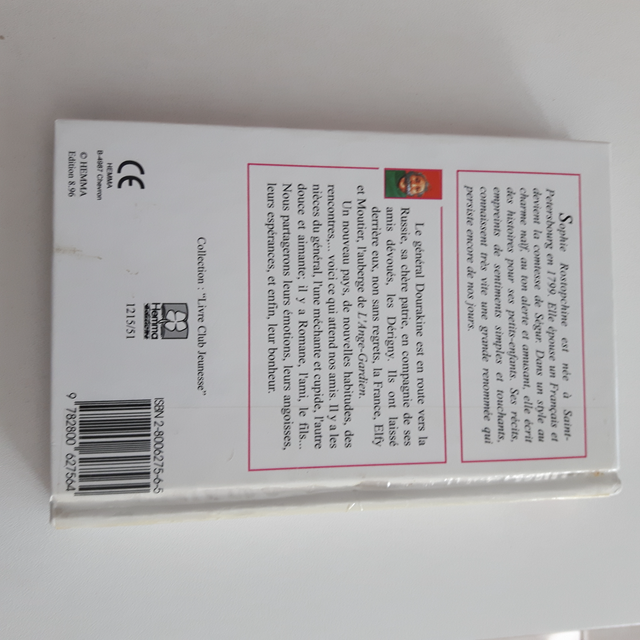 Sophie Rostopchine est née à Saint-
Petersbourg en 1799. Elle épouse un Français et
devient la comtesse de Ségur. Dans un style au
charme naïf, au ton alerte et amusant, elle écrit
des histoires pour ses petits-enfants. Ses récits,
empreints de sentiments simples et touchants,
connaissent très vite une grande renommée qui
persiste encore de nos jours.
Le général Dourakine est en route vers la
Russie, sa chère patrie, en compagnie de ses
amis dévoués, les Dérigny. Ils ont laissé
derrière eux, non sans regrets, la France, Elfy
et Moutier, l'auberge de L'Ange-Gardien.
Un nouveau pays, de nouvelles habitudes, des
rencontres,... voici ce qui attend nos amis. Il y a les
nièces du général, l'une méchante et cupide, l'autre
douce et aimante; il y a Romane, l'ami, le fils...
Nous partagerons leurs émotions, leurs angoisses,
leurs espérances, et enfin, leur bonheur.
Collection : "Livre Club Jeunesse"
Hemma
1215/51
CE
HEMMA
B-4987 Chevron
© HEMMA
Edition 8.96
ISBN 2-8006-2756-5
9 782800 627564